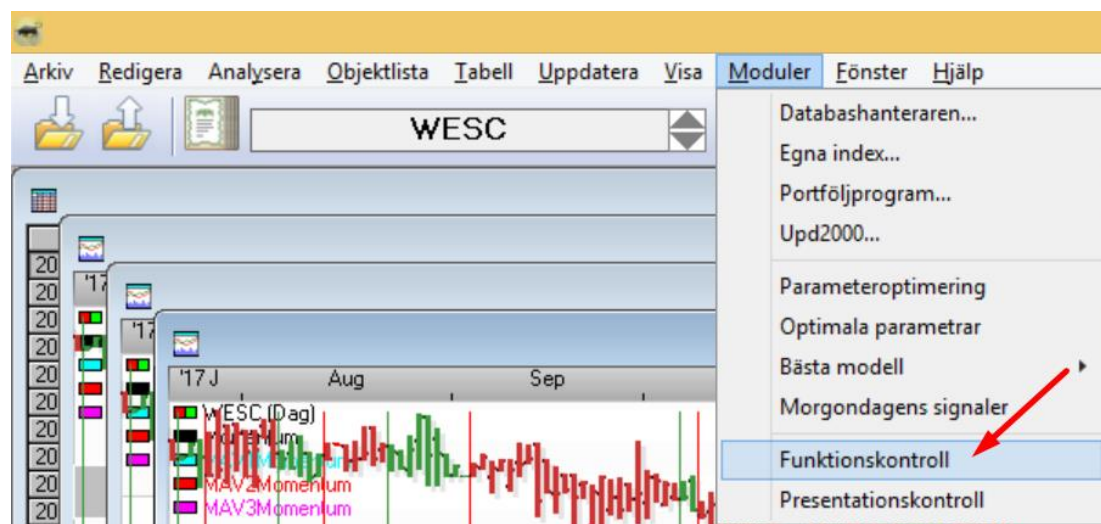 Arkiv Redigera Analysera Objektlista Tabell Uppdatera Visa Moduler Fönster Hjälp
WESC
Databashanteraren...
Egna index...
Portföljprogram...
Upd2000...
Parameteroptimering
Optimala parametrar
Bästa modell
Morgondagens signaler
Funktionskontroll
Presentationskontroll
20
20
20
20
20
20
20
20
20
20
'17
'17
'17 J Aug Sep
WESC (Dag)
Momentum
MAV2Momentum
MAV3Momentum